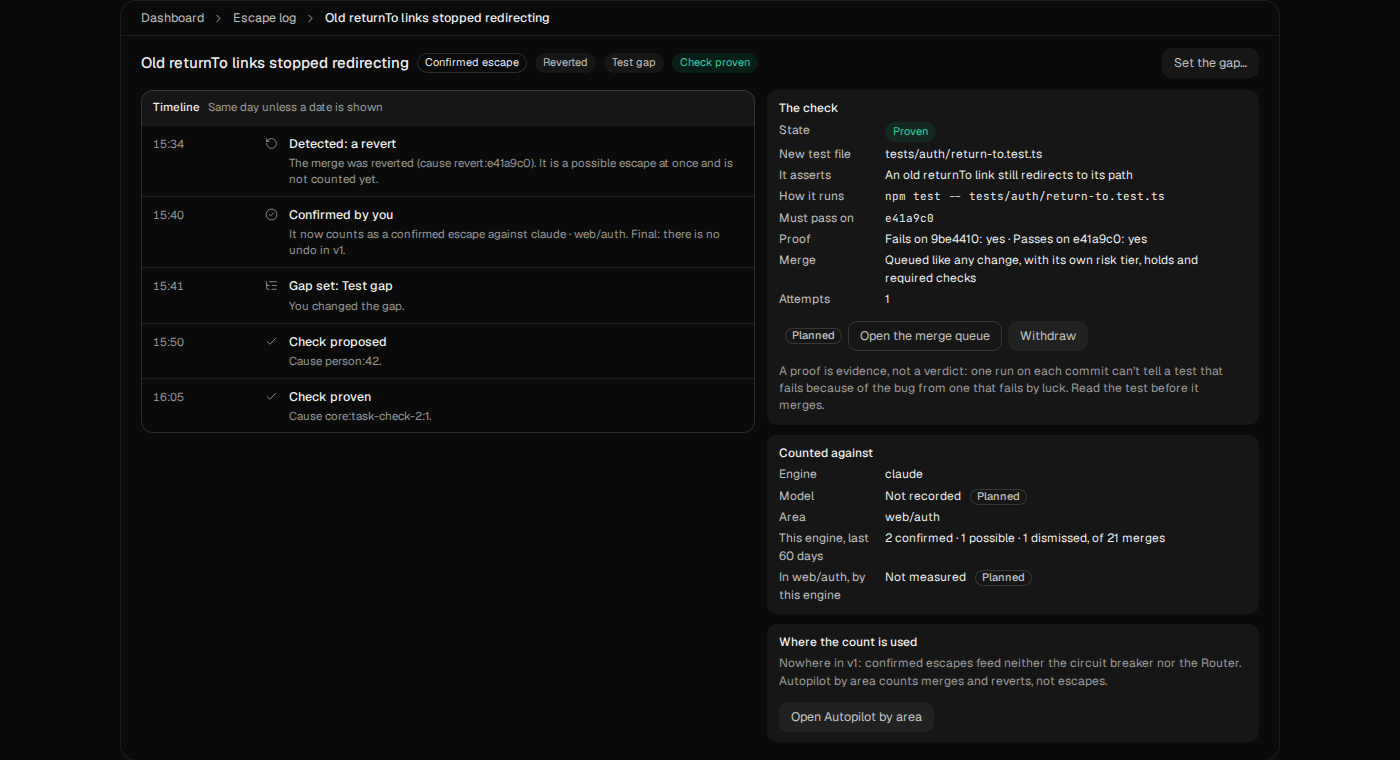 Dashboard > Escape log > Old returnTo links stopped redirecting
Old returnTo links stopped redirecting Confirmed escape Reverted Test gap Check proven Set the gap…
Timeline Same day unless a date is shown
15:34 Detected: a revert
The merge was reverted (cause revert:e41a9c0). It is a possible escape at once and is
not counted yet.
15:40 Confirmed by you
It now counts as a confirmed escape against claude · web/auth. Final: there is no
undo in v1.
15:41 Gap set: Test gap
You changed the gap.
15:50 Check proposed
Cause person:42.
16:05 Check proven
Cause core:task-check-2:1.
The check
State Proven
New test file tests/auth/return-to.test.ts
It asserts An old returnTo link still redirects to its path
How it runs npm test -- tests/auth/return-to.test.ts
Must pass on e41a9c0
Proof Fails on 9be4410: yes · Passes on e41a9c0: yes
Merge Queued like any change, with its own risk tier, holds and
required checks
Attempts 1
Planned Open the merge queue Withdraw
A proof is evidence, not a verdict: one run on each commit can't tell a test that
fails because of the bug from one that fails by luck. Read the test before it
merges.
Counted against
Engine claude
Model Not recorded Planned
Area web/auth
This engine, last 2 confirmed · 1 possible · 1 dismissed, of 21 merges
60 days
In web/auth, by Not measured Planned
this engine
Where the count is used
Nowhere in v1: confirmed escapes feed neither the circuit breaker nor the Router.
Autopilot by area counts merges and reverts, not escapes.
Open Autopilot by area